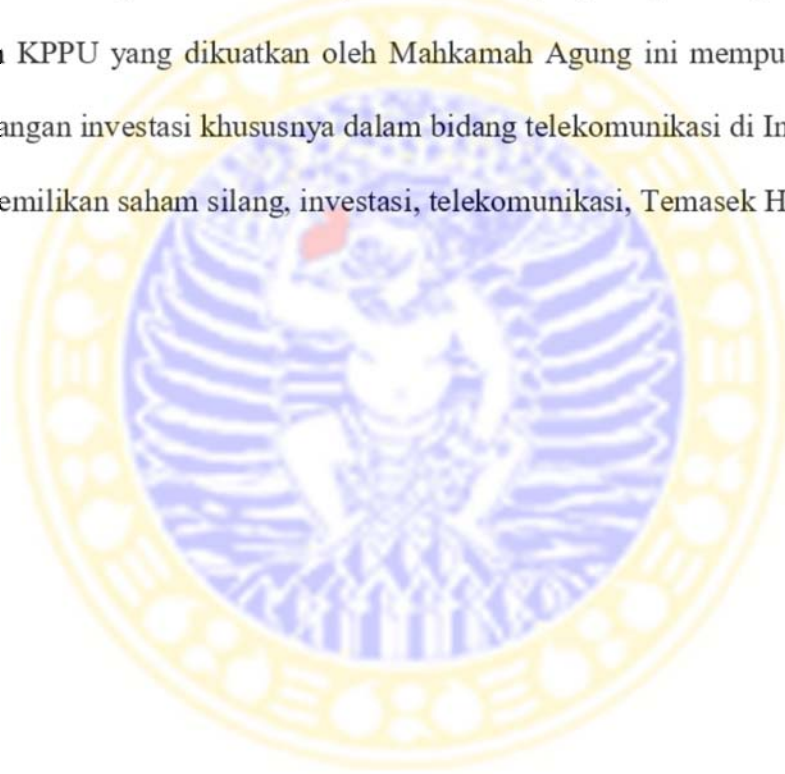 KPPU yang dikuatkan oleh Mahkamah Agung ini mempu
angan investasi khususnya dalam bidang telekomunikasi di In
emilikan saham silang, investasi, telekomunikasi, Temasek H